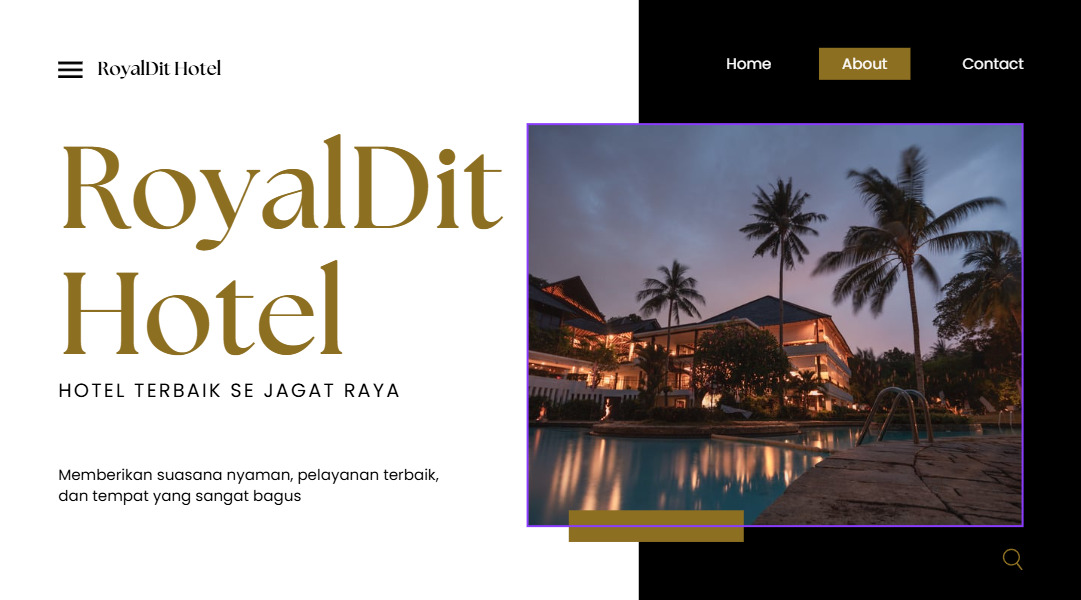 RoyalDit Hotel
Home
About
Contact
RoyalDit
Hotel
HOTEL TERBAIK SE JAGAT RAYA
Memberikan suasana nyaman, pelayanan terbaik,
dan tempat yang sangat bagus